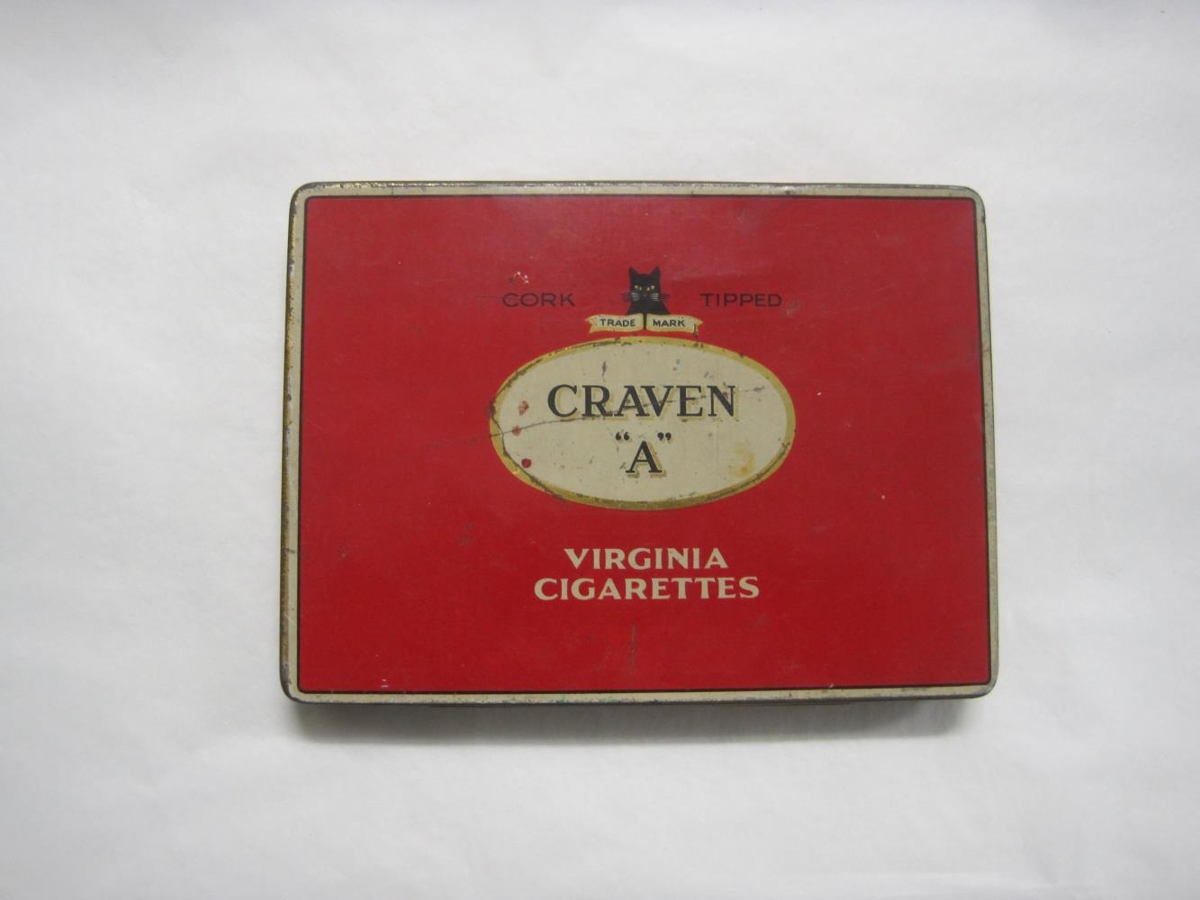 CORK TIPPED
TRADE MARK
CRAVEN
"A"
VIRGINIA
CIGARETTES